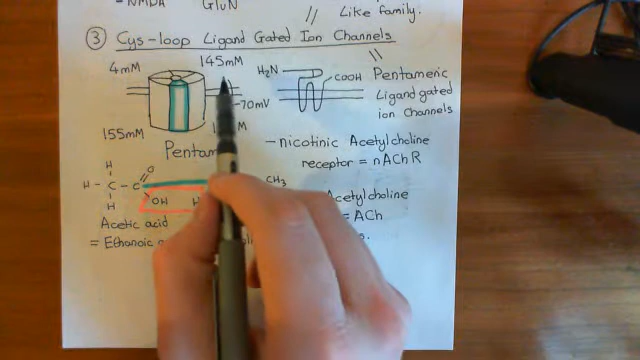 = NMDA GluN
Like family.
③ Cys-loop Ligand Gated Ion Channels
4mM 145mM H₂N COOH Pentameric
-70mV Ligand gated
ion Channels
155mM
- nicotinic Acetylcholine
receptor = nAChR
H O
H - C - C OH H CH₃
H
Acetylcholine
Acetic acid = ACh
= Ethanoic